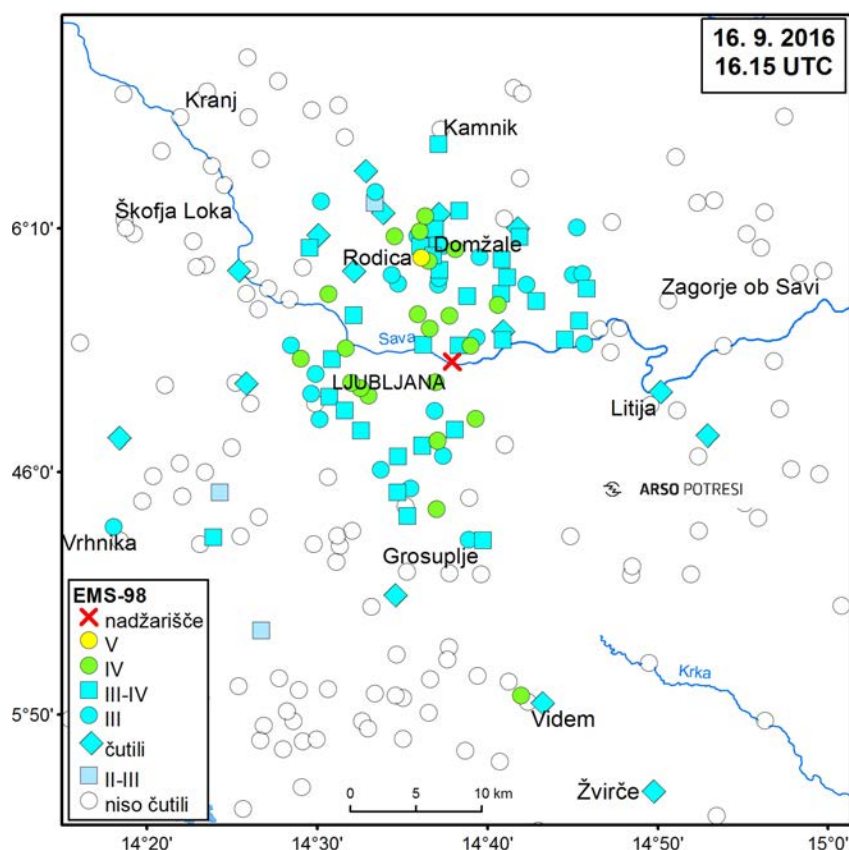 16. 9. 2016
16.15 UTC
Kranj
Kamnik
Škofja Loka
6°10'
Rodica
Domžale
Zagorje ob Savi
Sava
LJUBLJANA
Litija
46°0'
ARSO POTRESI
Vrhnika
Grosuplje
EMS-98
nadžarišče
V
IV
III-IV
III
čutili
II-III
niso čutili
Krka
5°50'
Videm
Žvirče
0 5 10 km
14°20' 14°30' 14°40' 14°50' 15°0'